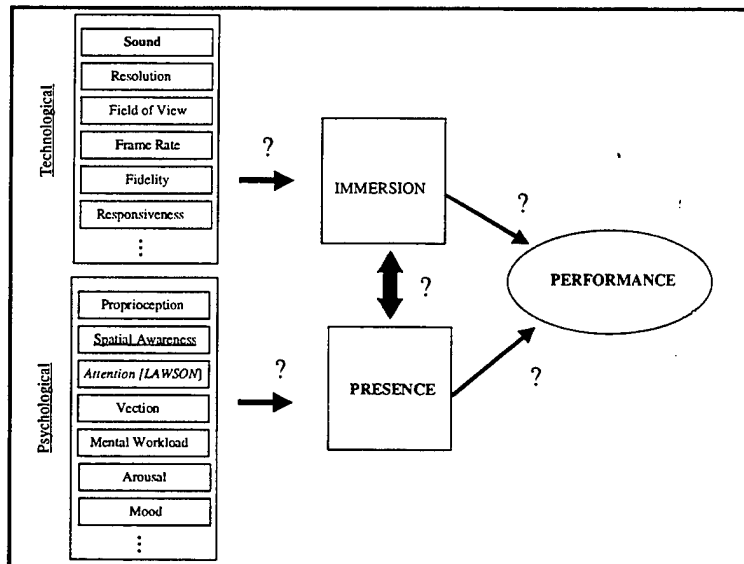 Technological
Sound
Resolution
Field of View
Frame Rate
Fidelity
Responsiveness
⋮
?
IMMERSION
?
?
PERFORMANCE
Psychological
Proprioception
Spatial Awareness
Attention [LAWSON]
Vection
Mental Workload
Arousal
Mood
⋮
?
PRESENCE
?